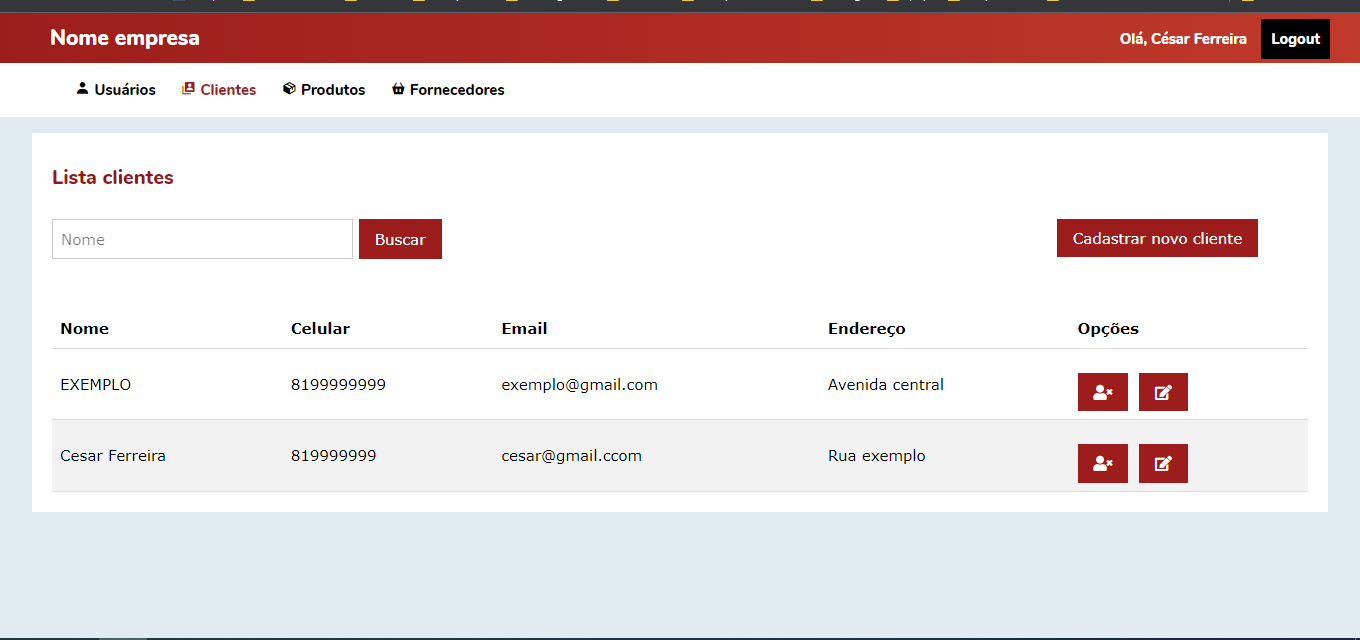 Nome empresa
Olá, César Ferreira
Logout
Usuários
Clientes
Produtos
Fornecedores
Lista clientes
Nome
Buscar
Cadastrar novo cliente
Nome Celular Email Endereço Opções
EXEMPLO 8199999999 exemplo@gmail.com Avenida central
Cesar Ferreira 819999999 cesar@gmail.ccom Rua exemplo